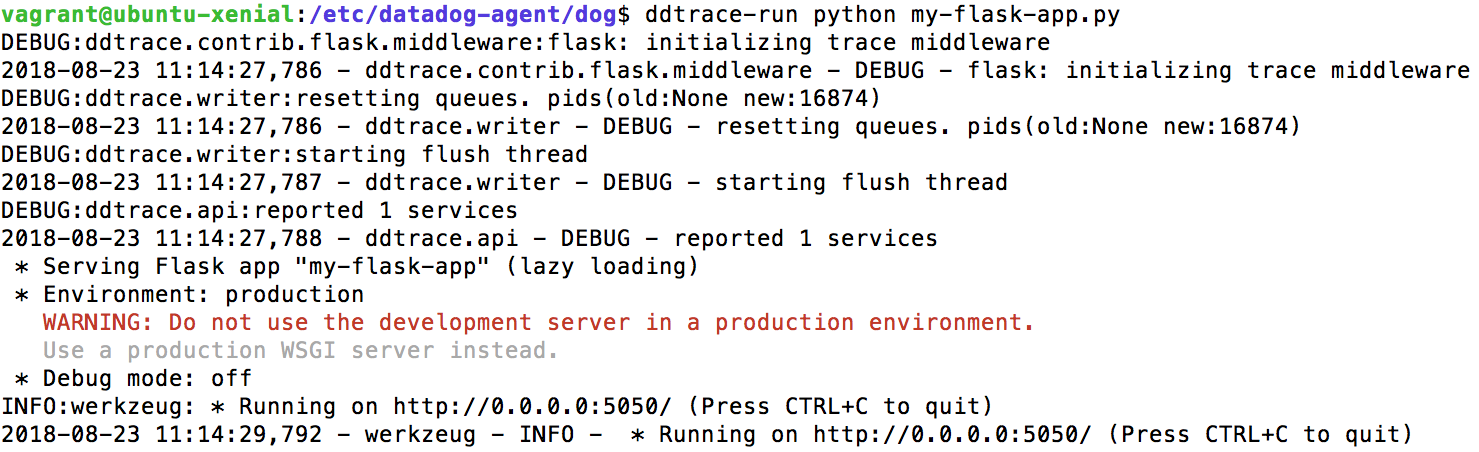 vagrant@ubuntu-xenial:/etc/datadog-agent/dog$ ddtrace-run python my-flask-app.py
DEBUG:ddtrace.contrib.flask.middleware:flask: initializing trace middleware
2018-08-23 11:14:27,786 - ddtrace.contrib.flask.middleware - DEBUG - flask: initializing trace middleware
DEBUG:ddtrace.writer:resetting queues. pids(old:None new:16874)
2018-08-23 11:14:27,786 - ddtrace.writer - DEBUG - resetting queues. pids(old:None new:16874)
DEBUG:ddtrace.writer:starting flush thread
2018-08-23 11:14:27,787 - ddtrace.writer - DEBUG - starting flush thread
DEBUG:ddtrace.api:reported 1 services
2018-08-23 11:14:27,788 - ddtrace.api - DEBUG - reported 1 services
 * Serving Flask app "my-flask-app" (lazy loading)
 * Environment: production
   WARNING: Do not use the development server in a production environment.
   Use a production WSGI server instead.
 * Debug mode: off
INFO:werkzeug: * Running on http://0.0.0.0:5050/ (Press CTRL+C to quit)
2018-08-23 11:14:29,792 - werkzeug - INFO -  * Running on http://0.0.0.0:5050/ (Press CTRL+C to quit)